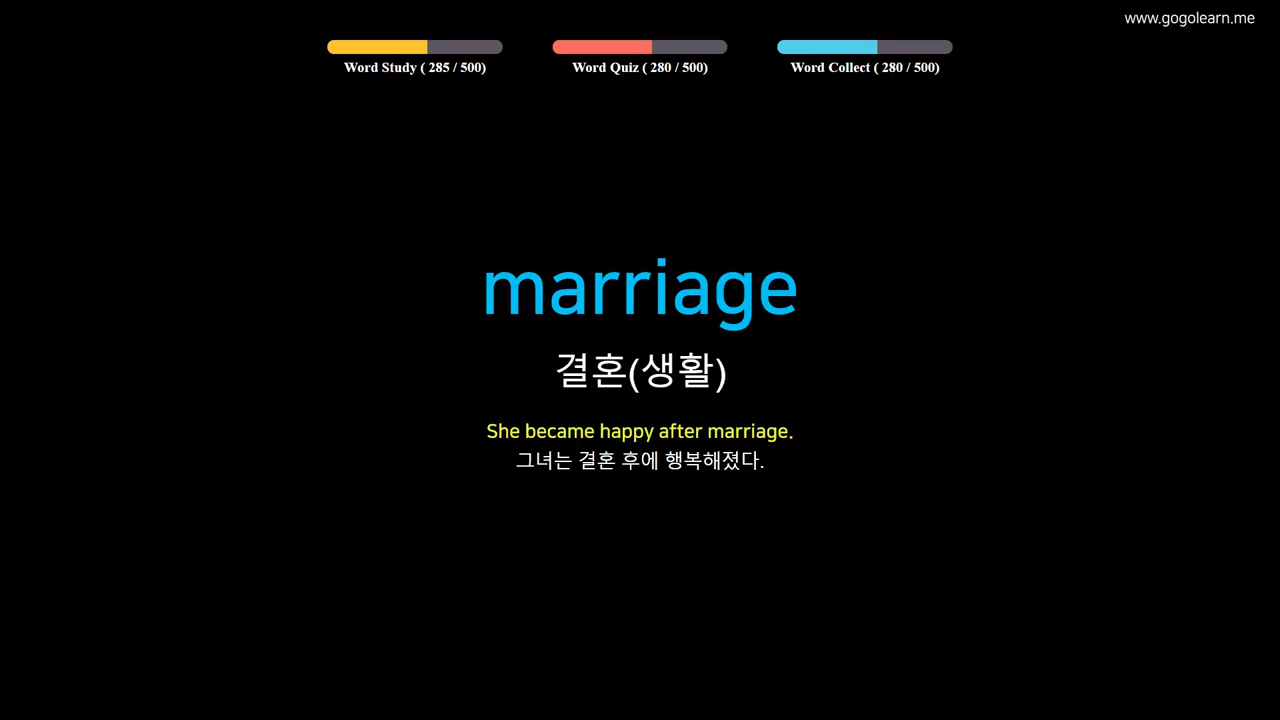 www.gogolearn.me
Word Study ( 285 / 500)
Word Quiz ( 280 / 500)
Word Collect ( 280 / 500)
marriage
결혼(생활)
She became happy after marriage.
그녀는 결혼 후에 행복해졌다.